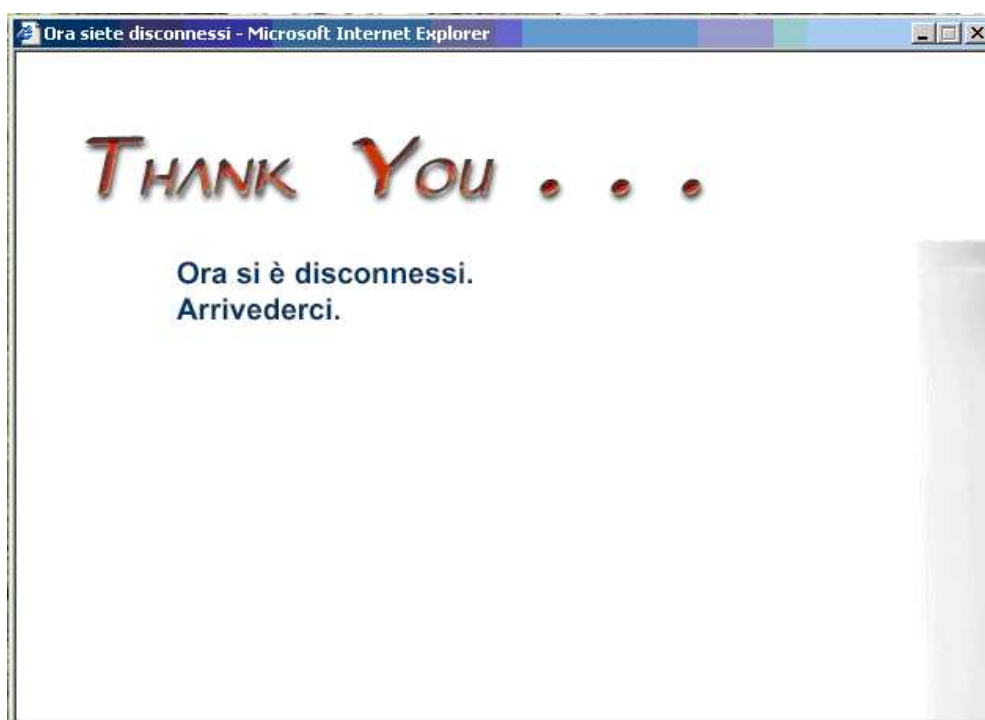 Ora siete disconnessi - Microsoft Internet Explorer
THANK YOU . . .
Ora si è disconnessi.
Arrivederci.